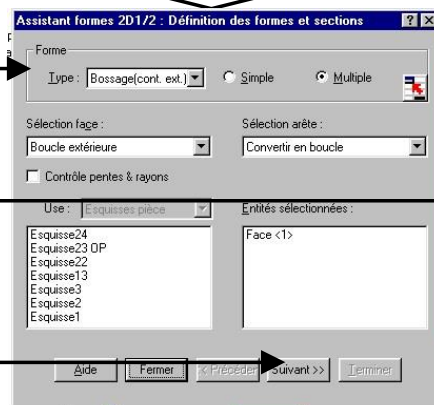 Assistant formes 2D1/2 : Définition des formes et sections
Forme
Type : Bossage(cont. ext.) Simple Multiple
Sélection façe : Sélection arête :
Boucle extérieure Convertir en boucle
Contrôle pentes & rayons
Use : Esquisses pièce Entités sélectionnées :
Esquisse24 Face <1>
Esquisse23 OP
Esquisse22
Esquisse13
Esquisse3
Esquisse2
Esquisse1
Aide Fermer << Précéder Suivant >> Terminer